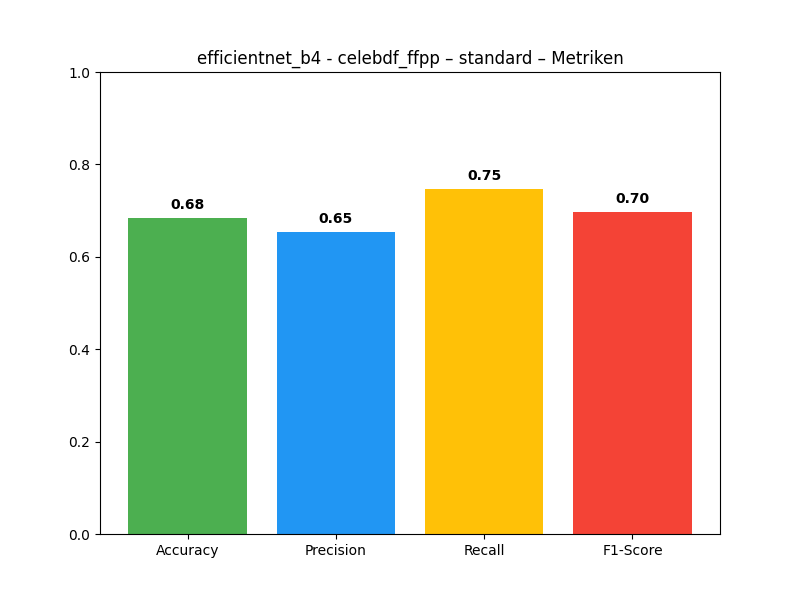 efficientnet_b4 - celebdf_ffpp – standard – Metriken
1.0
0.8
0.6
0.4
0.2
0.0
0.68
0.65
0.75
0.70
Accuracy
Precision
Recall
F1-Score